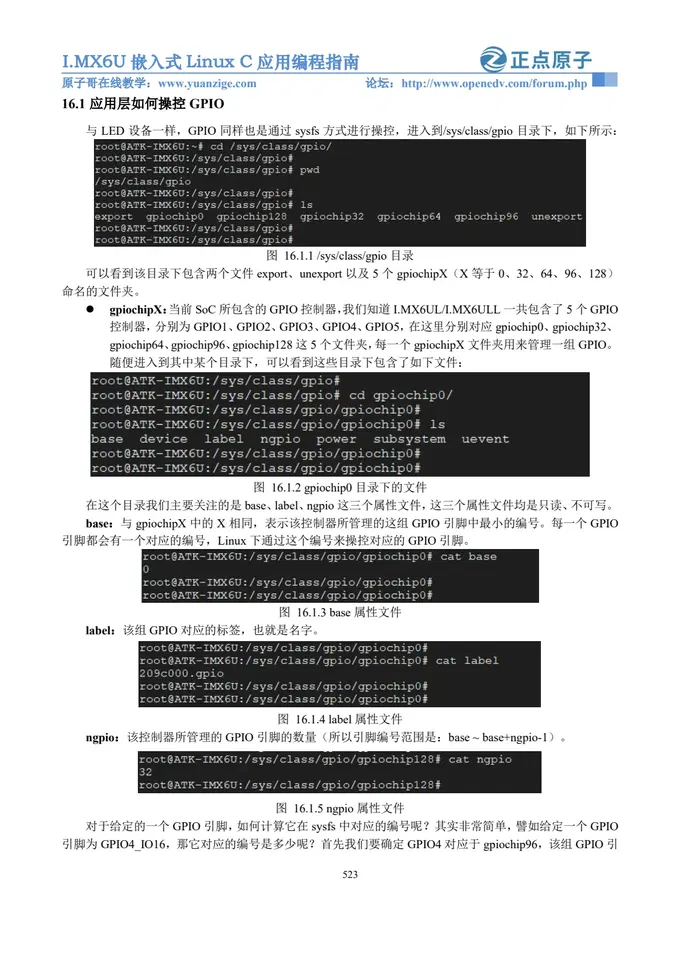 I.MX6U 嵌入式 Linux C 应用编程指南
正点原子
原子哥在线教学：www.yuanzige.com
论坛：http://www.openedv.com/forum.php
16.1 应用层如何操控 GPIO
与 LED 设备一样，GPIO 同样也是通过 sysfs 方式进行操控，进入到/sys/class/gpio 目录下，如下所示：
root@ATK-IMX6U:~# cd /sys/class/gpio/
root@ATK-IMX6U:/sys/class/gpio#
root@ATK-IMX6U:/sys/class/gpio# pwd
/sys/class/gpio
root@ATK-IMX6U:/sys/class/gpio#
root@ATK-IMX6U:/sys/class/gpio# ls
export gpiochip0 gpiochip128 gpiochip32 gpiochip64 gpiochip96 unexport
root@ATK-IMX6U:/sys/class/gpio#
root@ATK-IMX6U:/sys/class/gpio#
图 16.1.1 /sys/class/gpio 目录
可以看到该目录下包含两个文件 export、unexport 以及 5 个 gpiochipX（X 等于 0、32、64、96、128）
命名的文件夹。
● gpiochipX：当前 SoC 所包含的 GPIO 控制器，我们知道 I.MX6UL/I.MX6ULL 一共包含了 5 个 GPIO
控制器，分别为 GPIO1、GPIO2、GPIO3、GPIO4、GPIO5，在这里分别对应 gpiochip0、gpiochip32、
gpiochip64、gpiochip96、gpiochip128 这 5 个文件夹，每一个 gpiochipX 文件夹用来管理一组 GPIO。
随便进入到其中某个目录下，可以看到这些目录下包含了如下文件：
root@ATK-IMX6U:/sys/class/gpio#
root@ATK-IMX6U:/sys/class/gpio# cd gpiochip0/
root@ATK-IMX6U:/sys/class/gpio/gpiochip0#
root@ATK-IMX6U:/sys/class/gpio/gpiochip0# ls
base device label ngpio power subsystem uevent
root@ATK-IMX6U:/sys/class/gpio/gpiochip0#
root@ATK-IMX6U:/sys/class/gpio/gpiochip0#
图 16.1.2 gpiochip0 目录下的文件
在这个目录我们主要关注的是 base、label、ngpio 这三个属性文件，这三个属性文件均是只读、不可写。
base：与 gpiochipX 中的 X 相同，表示该控制器所管理的这组 GPIO 引脚中最小的编号。每一个 GPIO
引脚都会有一个对应的编号，Linux 下通过这个编号来操控对应的 GPIO 引脚。
root@ATK-IMX6U:/sys/class/gpio/gpiochip0# cat base
0
root@ATK-IMX6U:/sys/class/gpio/gpiochip0#
root@ATK-IMX6U:/sys/class/gpio/gpiochip0#
图 16.1.3 base 属性文件
label：该组 GPIO 对应的标签，也就是名字。
root@ATK-IMX6U:/sys/class/gpio/gpiochip0#
root@ATK-IMX6U:/sys/class/gpio/gpiochip0# cat label
209c000.gpio
root@ATK-IMX6U:/sys/class/gpio/gpiochip0#
root@ATK-IMX6U:/sys/class/gpio/gpiochip0#
图 16.1.4 label 属性文件
ngpio：该控制器所管理的 GPIO 引脚的数量（所以引脚编号范围是：base ~ base+ngpio-1）。
root@ATK-IMX6U:/sys/class/gpio/gpiochip128# cat ngpio
32
root@ATK-IMX6U:/sys/class/gpio/gpiochip128#
图 16.1.5 ngpio 属性文件
对于给定的一个 GPIO 引脚，如何计算它在 sysfs 中对应的编号呢？其实非常简单，譬如给定一个 GPIO
引脚为 GPIO4_IO16，那它对应的编号是多少呢？首先我们要确定 GPIO4 对应于 gpiochip96，该组 GPIO 引
523